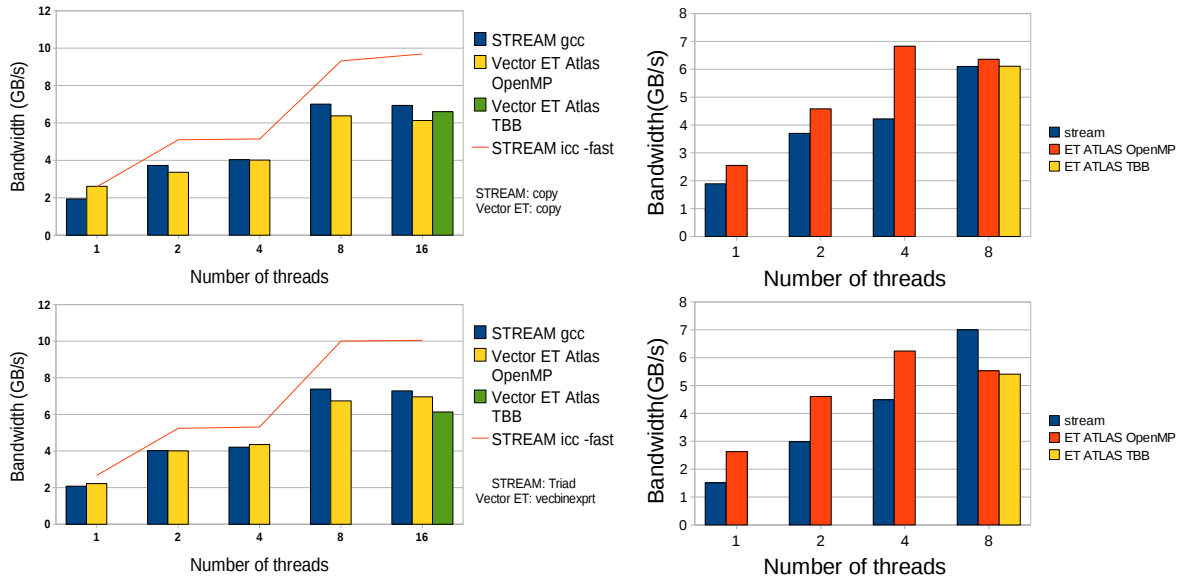 12
10
8
6
4
2
0
Bandwidth (GB/s)
1 2 4 8 16
Number of threads
STREAM gcc
Vector ET Atlas
OpenMP
Vector ET Atlas
TBB
STREAM icc -fast
STREAM: copy
Vector ET: copy
8
7
6
5
4
3
2
1
0
Bandwidth(GB/s)
1 2 4 8
Number of threads
stream
ET ATLAS OpenMP
ET ATLAS TBB
12
10
8
6
4
2
0
Bandwidth (GB/s)
1 2 4 8 16
Number of threads
STREAM gcc
Vector ET Atlas
OpenMP
Vector ET Atlas
TBB
STREAM icc -fast
STREAM: Triad
Vector ET: vecbinexprt
8
7
6
5
4
3
2
1
0
Bandwidth(GB/s)
1 2 4 8
Number of threads
stream
ET ATLAS OpenMP
ET ATLAS TBB